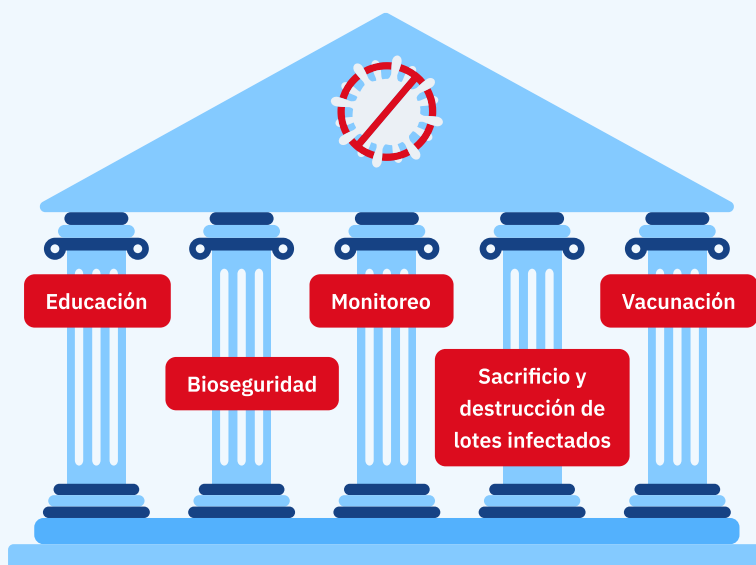 Educación
Bioseguridad
Monitoreo
Sacrificio y
destrucción de
lotes infectados
Vacunación